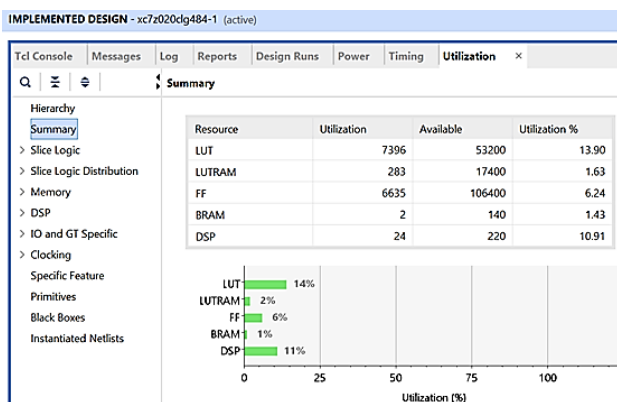 IMPLEMENTED DESIGN - xc7z020clg484-1 (active)
Tcl Console Messages Log Reports Design Runs Power Timing Utilization ×
Summary
Hierarchy
Summary
Slice Logic
Slice Logic Distribution
Memory
DSP
IO and GT Specific
Clocking
Specific Feature
Primitives
Black Boxes
Instantiated Netlists
Resource Utilization Available Utilization %
LUT 7396 53200 13.90
LUTRAM 283 17400 1.63
FF 6635 106400 6.24
BRAM 2 140 1.43
DSP 24 220 10.91
LUT 14%
LUTRAM 2%
FF 6%
BRAM 1%
DSP 11%
0 25 50 75 100
Utilization (%)